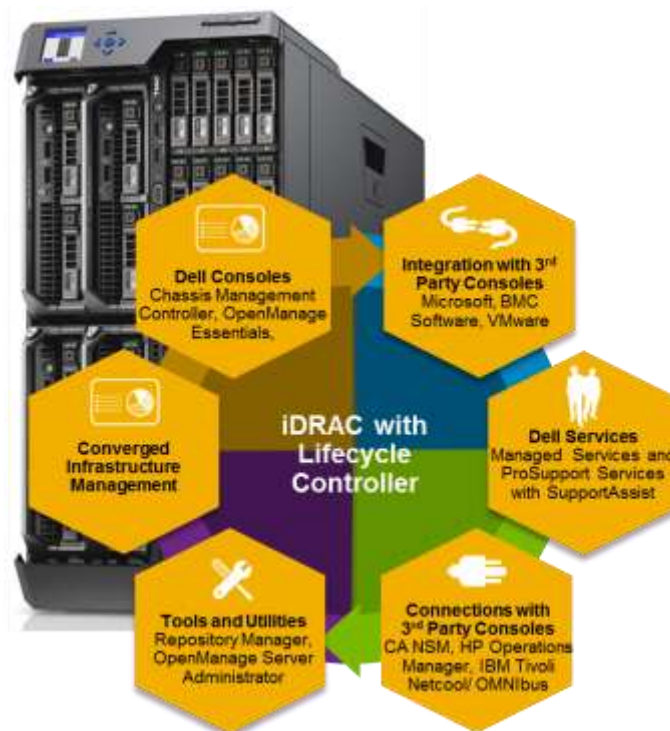 Dell Consoles
Chassis Management
Controller, OpenManage
Essentials,
Integration with 3rd
Party Consoles
Microsoft, BMC
Software, VMware
iDRAC with
Lifecycle
Controller
Converged
Infrastructure
Management
Dell Services
Managed Services and
ProSupport Services
with SupportAssist
Tools and Utilities
Repository Manager,
OpenManage Server
Administrator
Connections with
3rd Party Consoles
CA NSM, HP Operations
Manager, IBM Tivoli
Netcool/ OMNIbus